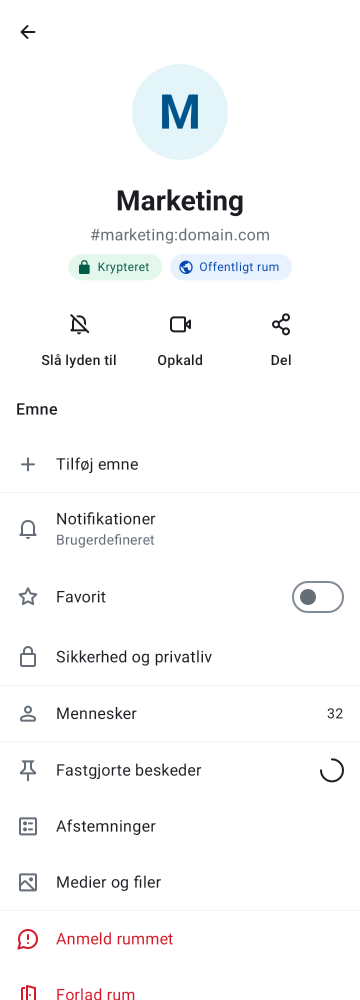 M
Marketing
#marketing:domain.com
Krypteret
Offentligt rum
Slå lyden til
Opkald
Del
Emne
Tilføj emne
Notifikationer
Brugerdefineret
Favorit
Sikkerhed og privatliv
Mennesker
32
Fastgjorte beskeder
Afstemninger
Medier og filer
Anmeld rummet
Forlad rum